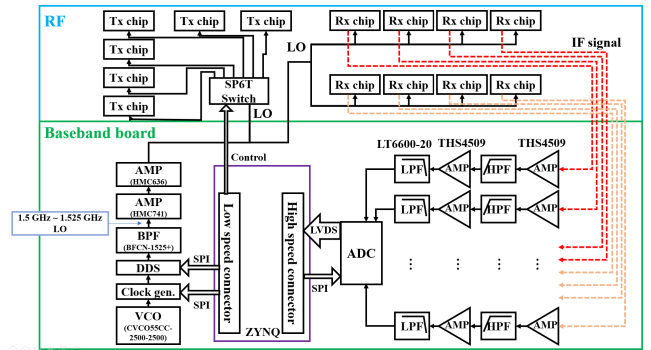 RF
Tx chip
Tx chip
Tx chip
Tx chip
Tx chip
Tx chip
SP6T
Switch
LO
LO
Rx chip
Rx chip
Rx chip
Rx chip
IF signal
Rx chip
Rx chip
Rx chip
Rx chip
Baseband board
Control
AMP
(HMC636)
AMP
(HMC741)
1.5 GHz ~ 1.525 GHz
LO
BPF
(BFCN-1525+)
DDS
Clock gen.
VCO
(CVCO55CC-
2500-2500)
SPI
SPI
Low speed connector
High speed connector
ZYNQ
LVDS
SPI
ADC
LT6600-20
THS4509
THS4509
LPF
AMP
HPF
AMP
LPF
AMP
HPF
AMP
LPF
AMP
HPF
AMP